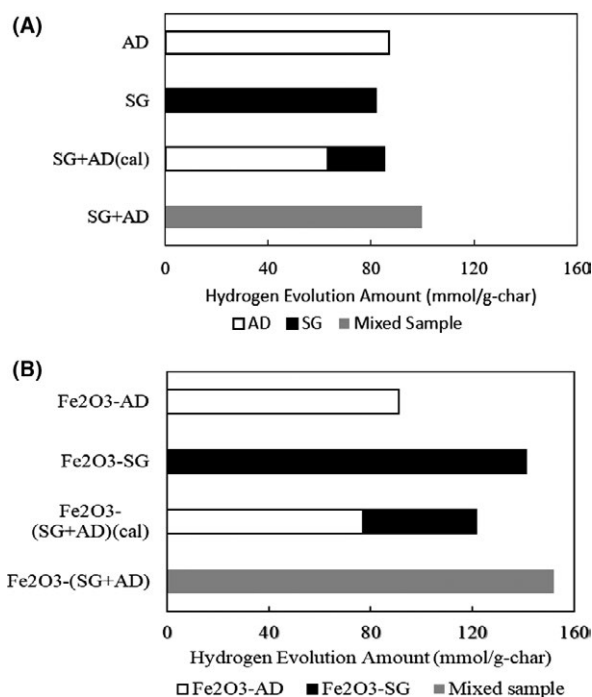 (A)
AD
SG
SG+AD(cal)
SG+AD
0 40 80 120 160
Hydrogen Evolution Amount (mmol/g-char)
AD SG Mixed Sample
(B)
Fe2O3-AD
Fe2O3-SG
Fe2O3-
(SG+AD)(cal)
Fe2O3-(SG+AD)
0 40 80 120 160
Hydrogen Evolution Amount (mmol/g-char)
Fe2O3-AD Fe2O3-SG Mixed sample